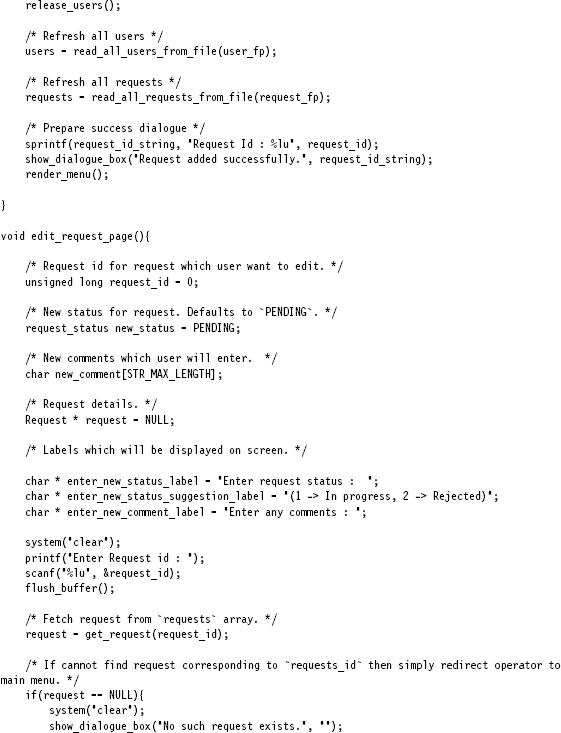 release_users();
/* Refresh all users */
users = read_all_users_from_file(user_fp);
/* Refresh all requests */
requests = read_all_requests_from_file(request_fp);
/* Prepare success dialogue */
sprintf(request_id_string, "Request Id : %lu", request_id);
show_dialogue_box("Request added successfully.", request_id_string);
render_menu();
}
void edit_request_page(){
/* Request id for request which user want to edit. */
unsigned long request_id = 0;
/* New status for request. Defaults to `PENDING`. */
request_status new_status = PENDING;
/* New comments which user will enter.  */
char new_comment[STR_MAX_LENGTH];
/* Request details. */
Request * request = NULL;
/* Labels which will be displayed on screen. */
char * enter_new_status_label = "Enter request status :  ";
char * enter_new_status_suggestion_label = "(1 -> In progress, 2 -> Rejected)";
char * enter_new_comment_label = "Enter any comments : ";
system("clear");
printf("Enter Request id : ");
scanf("%lu", &request_id);
flush_buffer();
/* Fetch request from `requests` array. */
request = get_request(request_id);
/* If cannot find request corresponding to `requests_id` then simply redirect operator to
main menu. */
if(request == NULL){
system("clear");
show_dialogue_box("No such request exists.", "");